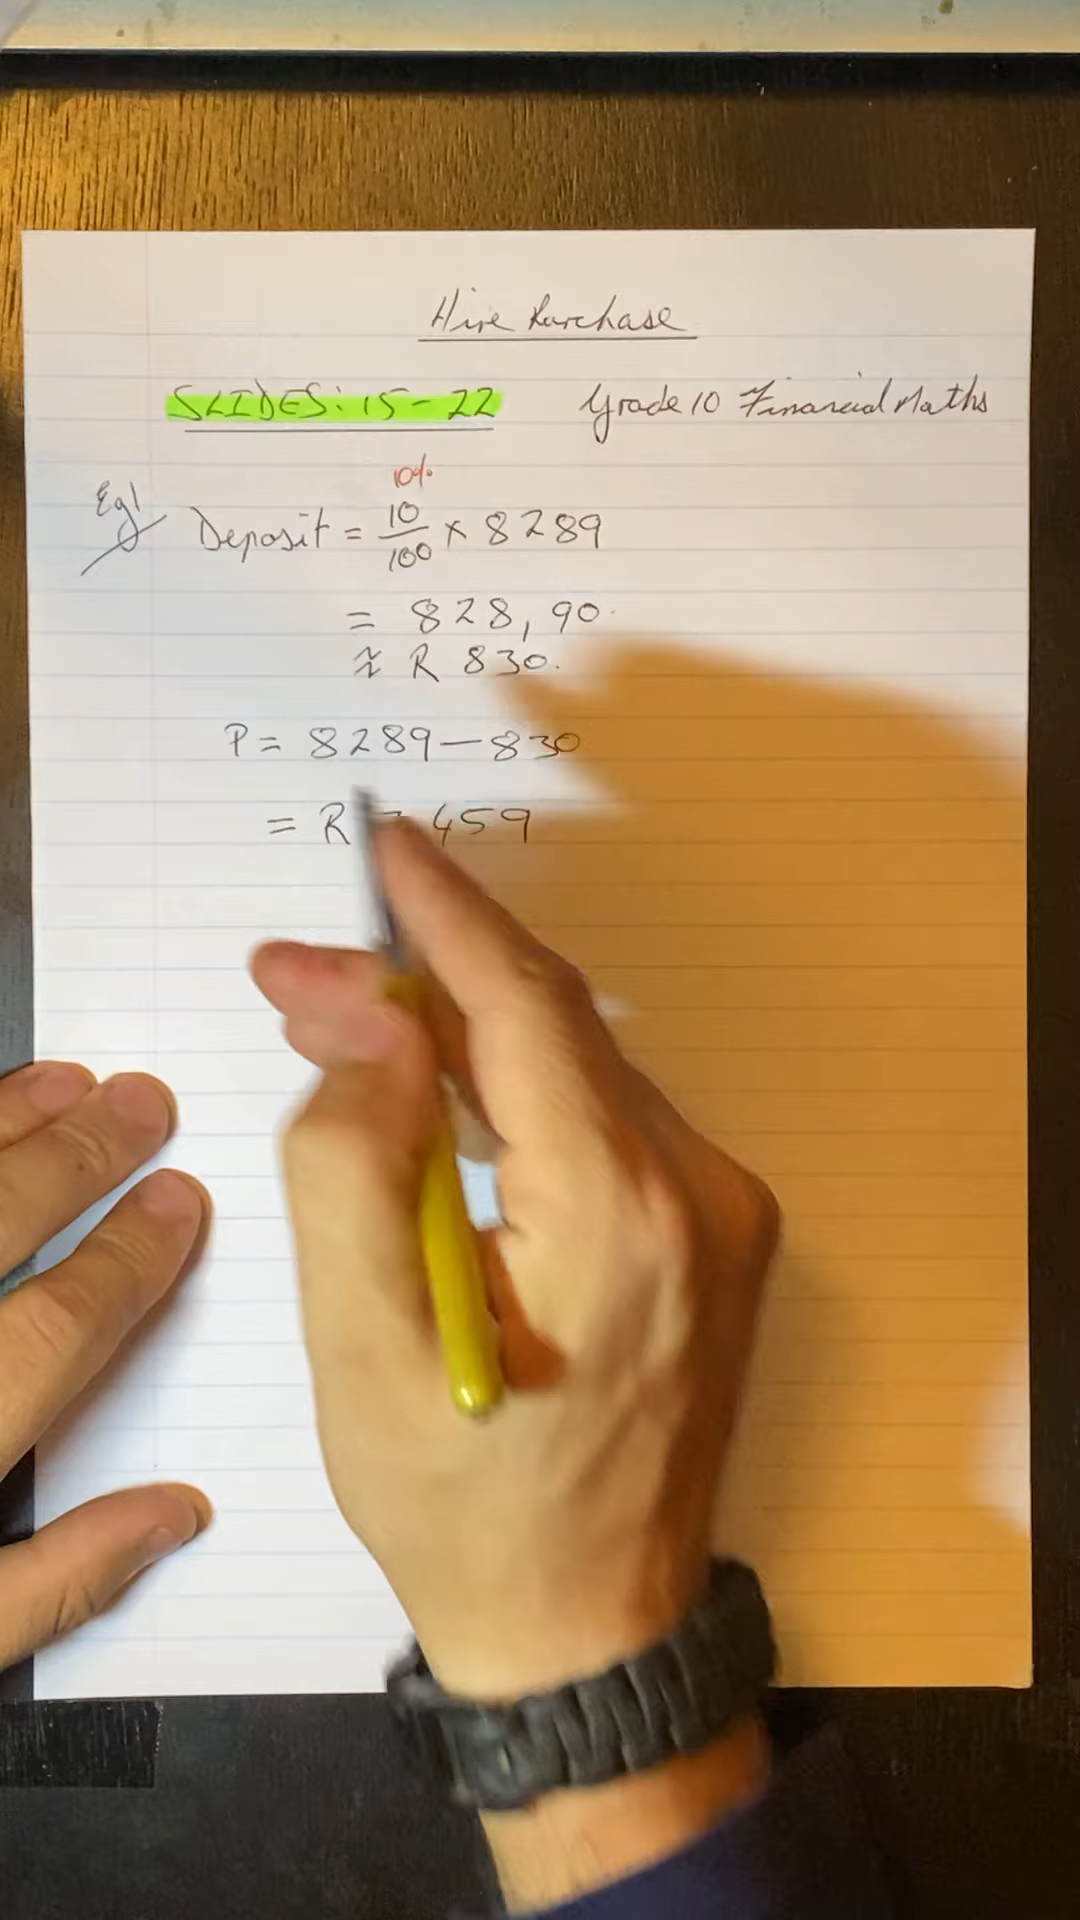 Hire Purchase
SLIDES: 15-22 Grade 10 Financial Maths
10%
Eg1 Deposit = 10/100 × 8289
= 828,90
≈ R 830.
P = 8289 - 830
= R 459